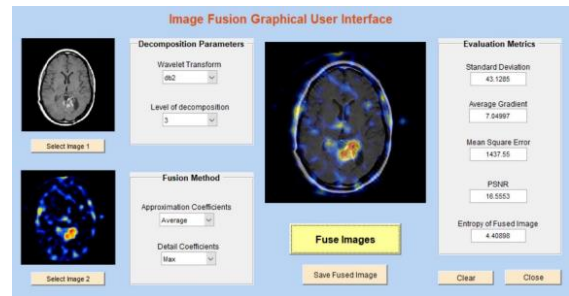 Image Fusion Graphical User Interface
Decomposition Parameters
Wavelet Transform
db2
Level of decomposition
3
Select Image 1
Fusion Method
Approximation Coefficients
Average
Detail Coefficients
Max
Select Image 2
Fuse Images
Save Fused Image
Evaluation Metrics
Standard Deviation
43.1285
Average Gradient
7.84997
Mean Square Error
1437.55
PSNR
16.5553
Entropy of Fused Image
4.40898
Clear
Close